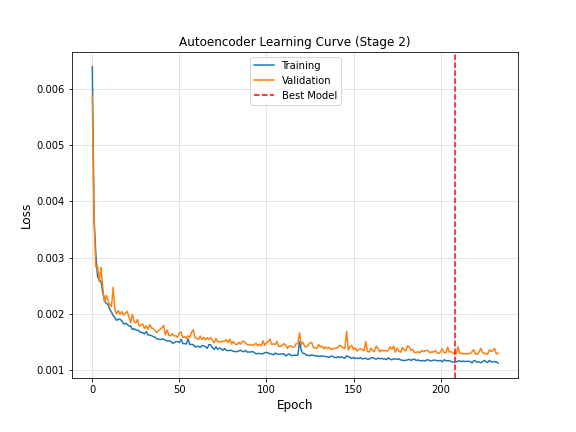 Autoencoder Learning Curve (Stage 2)
Training
Validation
Best Model
0.006
0.005
0.004
0.003
0.002
0.001
Loss
0
50
100
150
200
Epoch